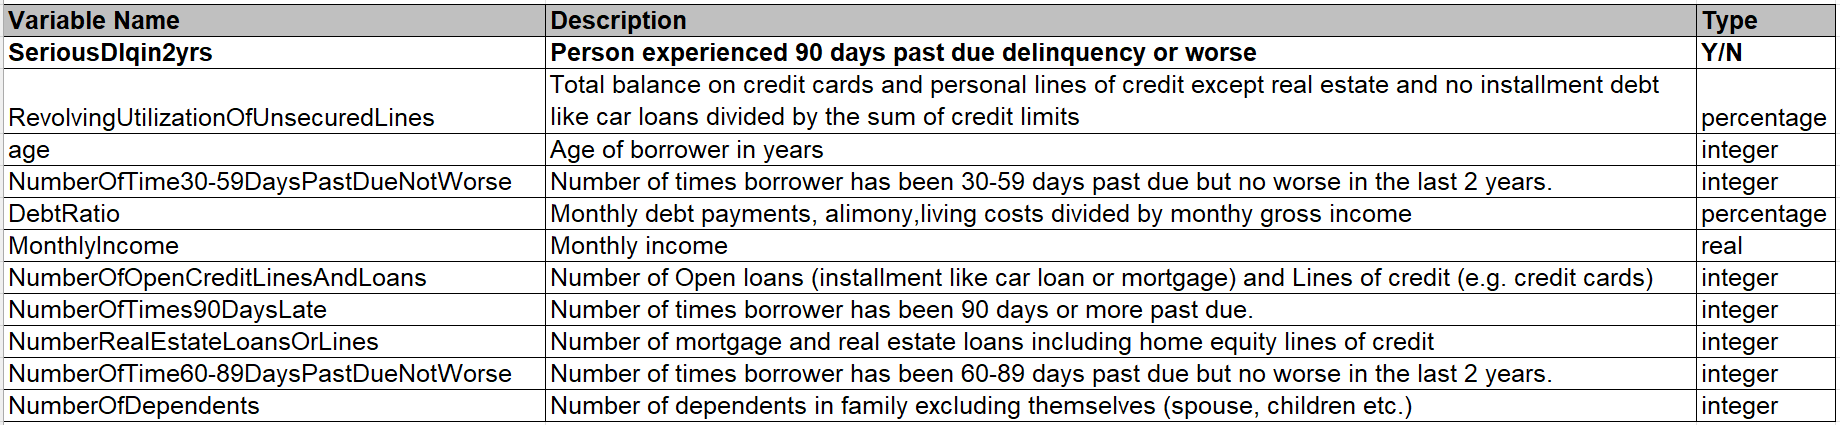 Variable Name Description Type
SeriousDlqin2yrs Person experienced 90 days past due delinquency or worse Y/N
Total balance on credit cards and personal lines of credit except real estate and no installment debt
RevolvingUtilizationOfUnsecuredLines like car loans divided by the sum of credit limits percentage
age Age of borrower in years integer
NumberOfTime30-59DaysPastDueNotWorse Number of times borrower has been 30-59 days past due but no worse in the last 2 years. integer
DebtRatio Monthly debt payments, alimony,living costs divided by monthy gross income percentage
MonthlyIncome Monthly income real
NumberOfOpenCreditLinesAndLoans Number of Open loans (installment like car loan or mortgage) and Lines of credit (e.g. credit cards) integer
NumberOfTimes90DaysLate Number of times borrower has been 90 days or more past due. integer
NumberRealEstateLoansOrLines Number of mortgage and real estate loans including home equity lines of credit integer
NumberOfTime60-89DaysPastDueNotWorse Number of times borrower has been 60-89 days past due but no worse in the last 2 years. integer
NumberOfDependents Number of dependents in family excluding themselves (spouse, children etc.) integer